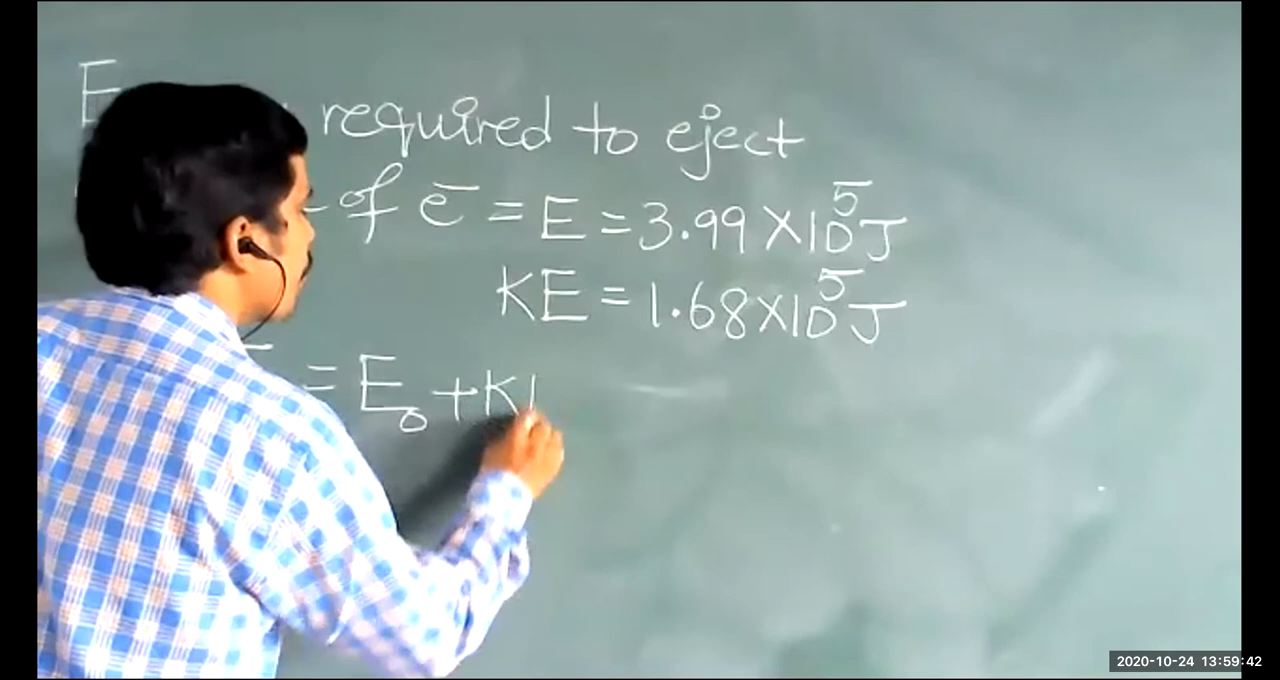 E required to eject
of e⁻ = E = 3.99 X 10⁵ J
KE = 1.68 X 10⁵ J
= E₀ + K
2020-10-24 13:59:42